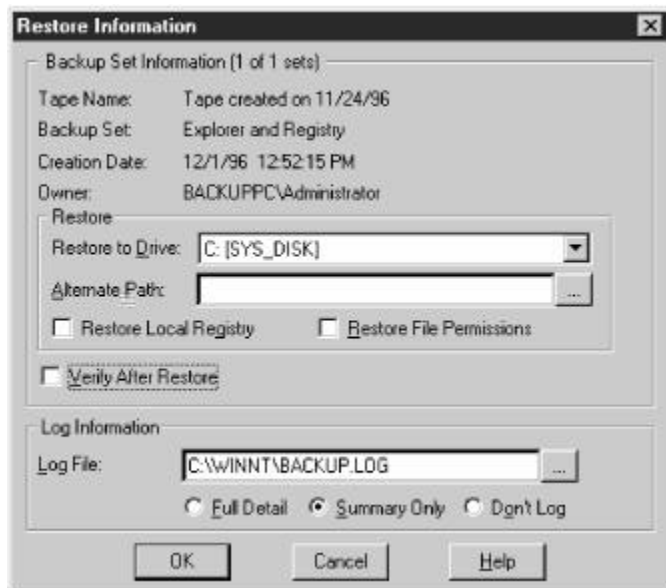 Restore Information
Backup Set Information (1 of 1 sets)
Tape Name: Tape created on 11/24/96
Backup Set: Explorer and Registry
Creation Date: 12/1/96 12:52:15 PM
Owner: BACKUPPC\Administrator
Restore
Restore to Drive: C: [SYS_DISK]
Alternate Path: ...
Restore Local Registry Restore File Permissions
Verify After Restore
Log Information
Log File: C:\WINNT\BACKUP.LOG ...
Full Detail Summary Only Don't Log
OK Cancel Help